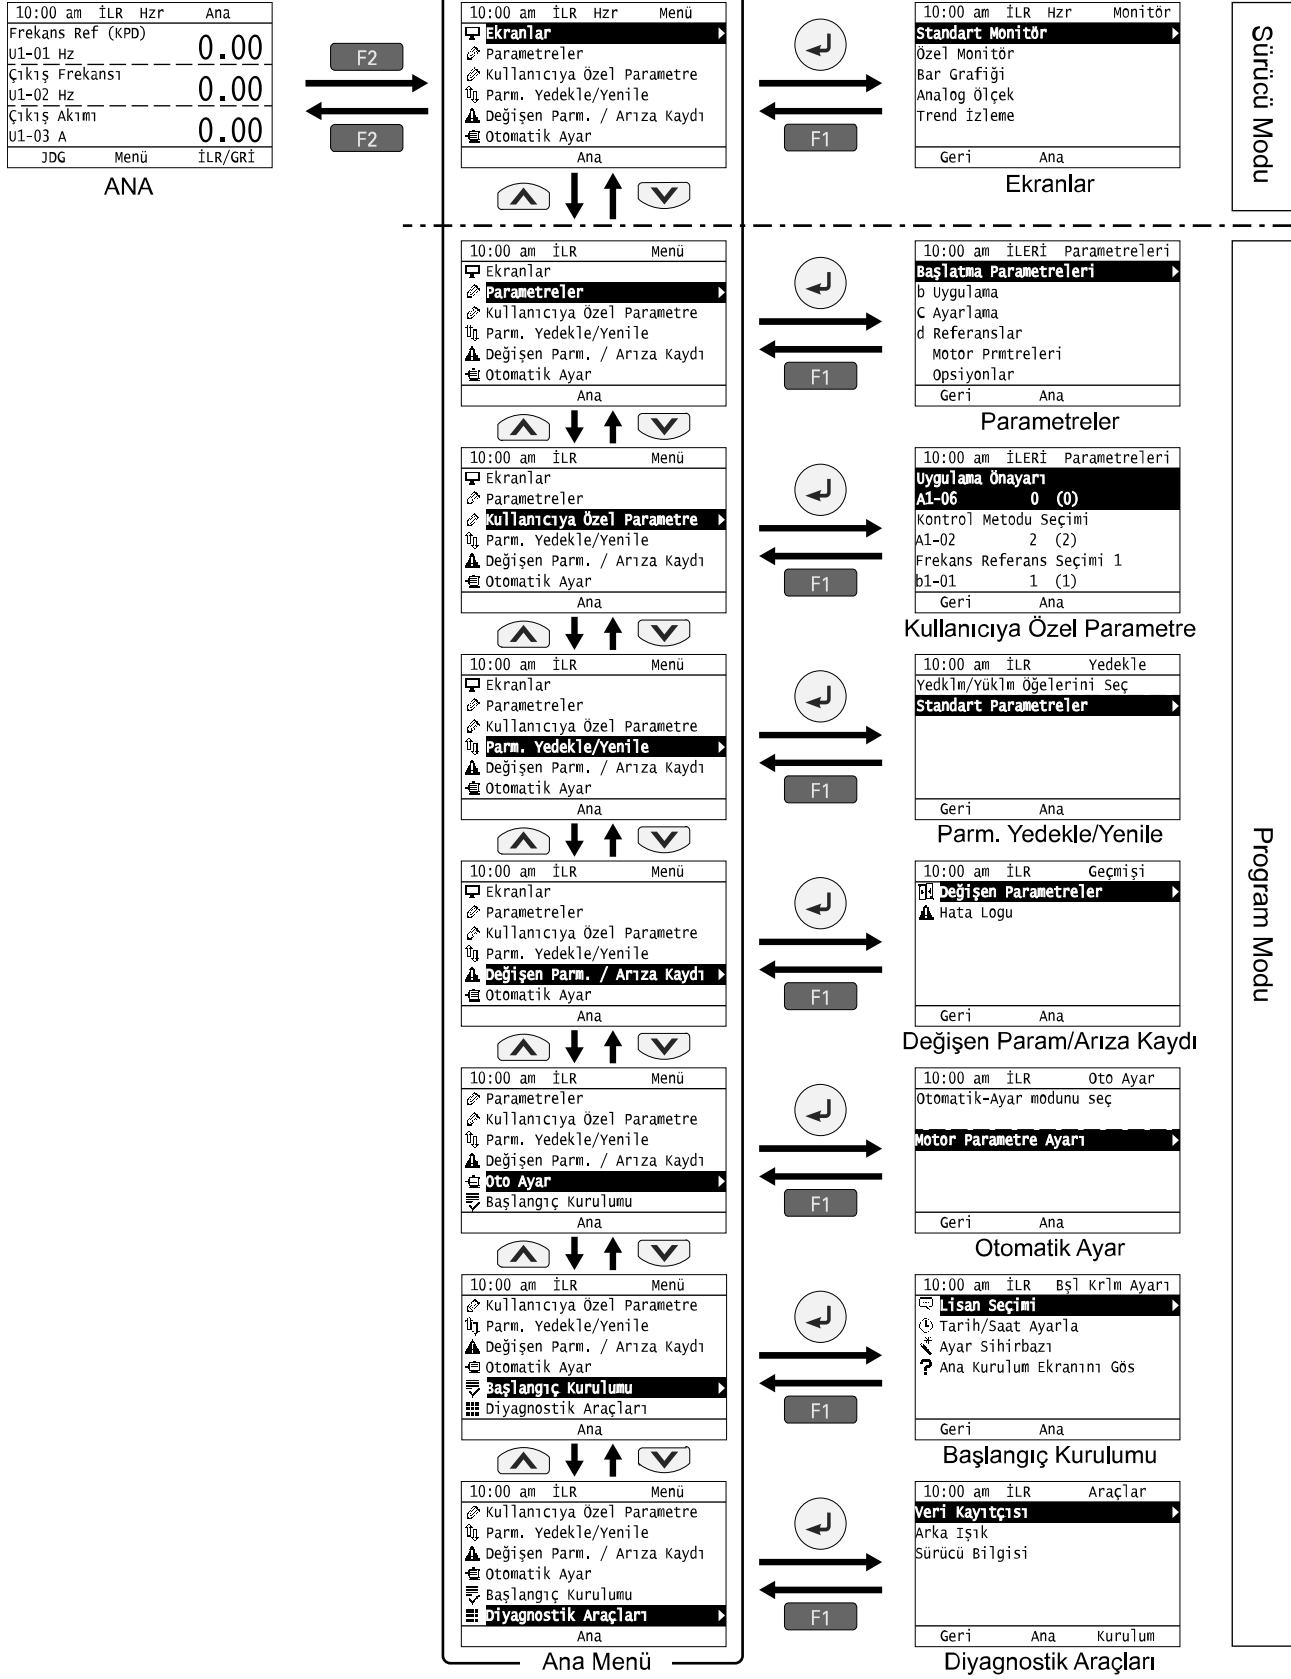 10:00 am İLR Hzr Ana
Frekans Ref (KPD)
U1-01 Hz 0.00
Çıkış Frekansı
U1-02 Hz 0.00
Çıkış Akımı
U1-03 A 0.00
JDG Menü İLR/GRİ
ANA
F2
F2
10:00 am İLR Hzr Menü
Ekranlar
Parametreler
Kullanıcıya Özel Parametre
Parm. Yedekle/Yenile
Değişen Parm. / Arıza Kaydı
Otomatik Ayar
Ana
F1
10:00 am İLR Hzr Monitör
Standart Monitör
Özel Monitör
Bar Grafiği
Analog Ölçek
Trend İzleme
Geri Ana
Ekranlar
Sürücü Modu
10:00 am İLR Menü
Ekranlar
Parametreler
Kullanıcıya Özel Parametre
Parm. Yedekle/Yenile
Değişen Parm. / Arıza Kaydı
Otomatik Ayar
Ana
F1
10:00 am İLERİ Parametreleri
Başlatma Parametreleri
b Uygulama
C Ayarlama
d Referanslar
Motor Prmtreleri
Opsiyonlar
Geri Ana
Parametreler
10:00 am İLR Menü
Ekranlar
Parametreler
Kullanıcıya Özel Parametre
Parm. Yedekle/Yenile
Değişen Parm. / Arıza Kaydı
Otomatik Ayar
Ana
F1
10:00 am İLERİ Parametreleri
Uygulama Önayarı
A1-06 0 (0)
Kontrol Metodu Seçimi
A1-02 2 (2)
Frekans Referans Seçimi 1
b1-01 1 (1)
Geri Ana
Kullanıcıya Özel Parametre
10:00 am İLR Menü
Ekranlar
Parametreler
Kullanıcıya Özel Parametre
Parm. Yedekle/Yenile
Değişen Parm. / Arıza Kaydı
Otomatik Ayar
Ana
F1
10:00 am İLR Yedekle
Yedklm/Yüklm Öğelerini Seç
Standart Parametreler
Geri Ana
Parm. Yedekle/Yenile
10:00 am İLR Menü
Ekranlar
Parametreler
Kullanıcıya Özel Parametre
Parm. Yedekle/Yenile
Değişen Parm. / Arıza Kaydı
Otomatik Ayar
Ana
F1
10:00 am İLR Geçmişi
Değişen Parametreler
Hata Logu
Geri Ana
Değişen Param/Arıza Kaydı
10:00 am İLR Menü
Parametreler
Kullanıcıya Özel Parametre
Parm. Yedekle/Yenile
Değişen Parm. / Arıza Kaydı
Oto Ayar
Başlangıç Kurulumu
Ana
F1
10:00 am İLR Oto Ayar
Otomatik-Ayar modunu seç
Motor Parametre Ayarı
Geri Ana
Otomatik Ayar
10:00 am İLR Menü
Kullanıcıya Özel Parametre
Parm. Yedekle/Yenile
Değişen Parm. / Arıza Kaydı
Otomatik Ayar
Başlangıç Kurulumu
Diyagnostik Araçları
Ana
F1
10:00 am İLR Bşl Krlm Ayarı
Lisan Seçimi
Tarih/Saat Ayarla
Ayar Sihirbazı
Ana Kurulum Ekranını Gös
Geri Ana
Başlangıç Kurulumu
10:00 am İLR Menü
Kullanıcıya Özel Parametre
Parm. Yedekle/Yenile
Değişen Parm. / Arıza Kaydı
Otomatik Ayar
Başlangıç Kurulumu
Diyagnostik Araçları
Ana
Ana Menü
F1
10:00 am İLR Araçlar
Veri Kayıtçısı
Arka Işık
Sürücü Bilgisi
Geri Ana Kurulum
Diyagnostik Araçları
Program Modu